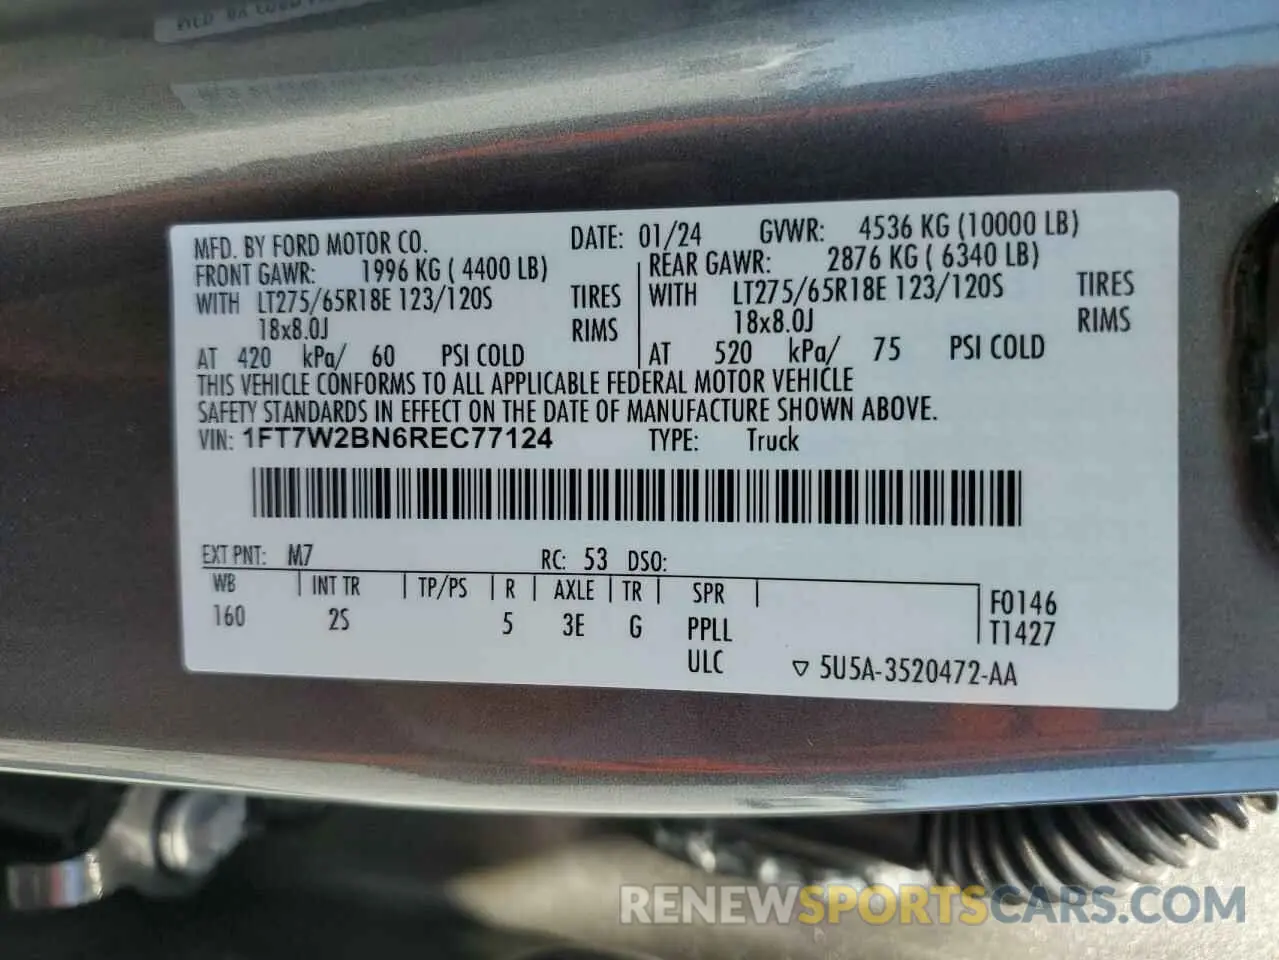 MFD. BY FORD MOTOR CO. DATE: 01/24 GVWR: 4536 KG (10000 LB)
FRONT GAWR: 1996 KG ( 4400 LB) REAR GAWR: 2876 KG ( 6340 LB)
WITH LT275/65R18E 123/120S TIRES WITH LT275/65R18E 123/120S TIRES
18x8.0J RIMS 18x8.0J RIMS
AT 420 kPa/ 60 PSI COLD AT 520 kPa/ 75 PSI COLD
THIS VEHICLE CONFORMS TO ALL APPLICABLE FEDERAL MOTOR VEHICLE
SAFETY STANDARDS IN EFFECT ON THE DATE OF MANUFACTURE SHOWN ABOVE.
VIN: 1FT7W2BN6REC77124 TYPE: Truck
EXT PNT: M7 RC: 53 DSO:
WB INT TR TP/PS R AXLE TR SPR F0146
160 2S 5 3E G PPLL T1427
ULC 5U5A-3520472-AA
RENEWSPORTSCARS.COM